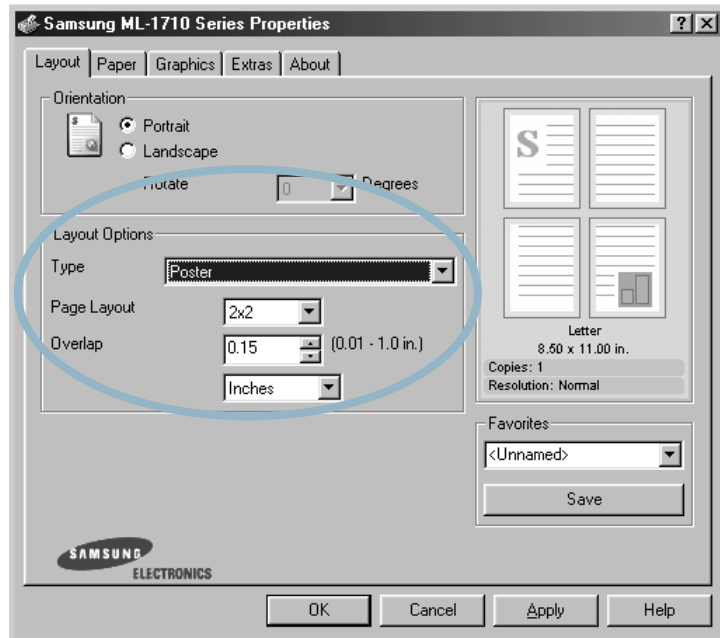 Samsung ML-1710 Series Properties
Layout Paper Graphics Extras About
Orientation
Portrait
Landscape
Rotate 0 Degrees
Layout Options
Type Poster
Page Layout 2x2
Overlap 0.15 (0.01 - 1.0 in.)
Inches
S
S
Letter
8.50 x 11.00 in.
Copies: 1
Resolution: Normal
Favorites
<Unnamed>
Save
SAMSUNG
ELECTRONICS
OK Cancel Apply Help